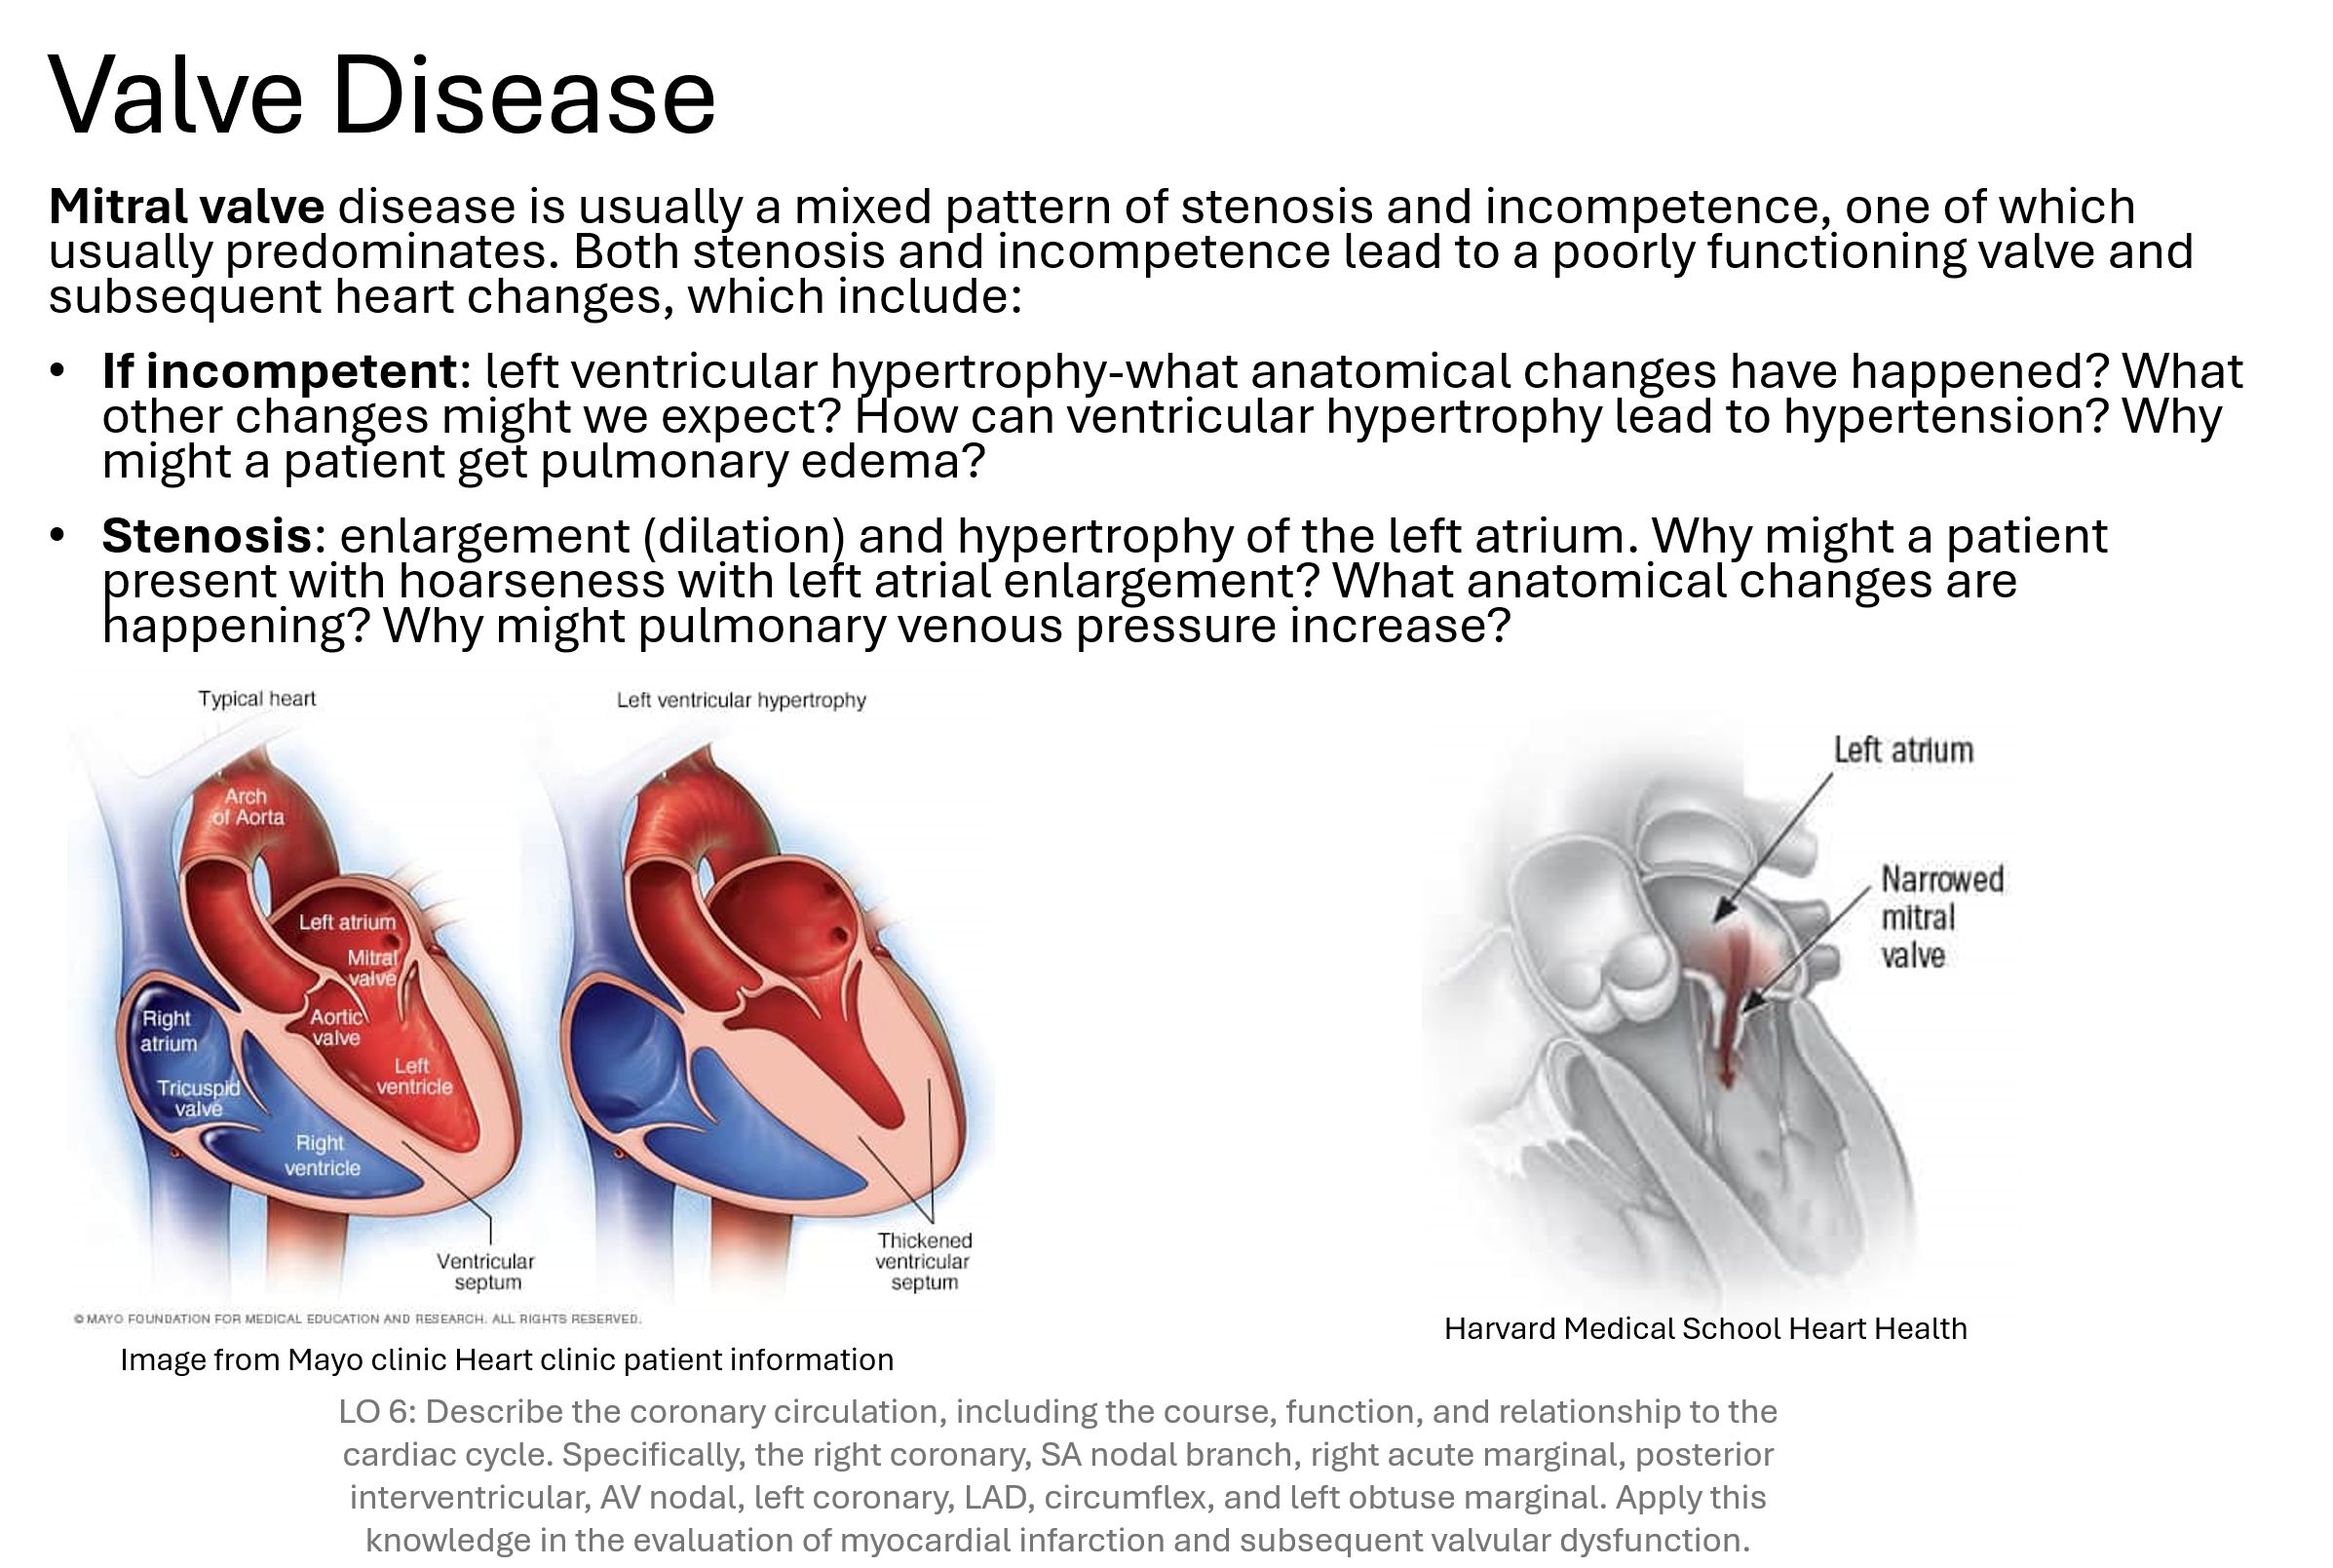 Valve Disease
Mitral valve disease is usually a mixed pattern of stenosis and incompetence, one of which
usually predominates. Both stenosis and incompetence lead to a poorly functioning valve and
subsequent heart changes, which include:
• If incompetent: left ventricular hypertrophy-what anatomical changes have happened? What
other changes might we expect? How can ventricular hypertrophy lead to hypertension? Why
might a patient get pulmonary edema?
• Stenosis: enlargement (dilation) and hypertrophy of the left atrium. Why might a patient
present with hoarseness with left atrial enlargement? What anatomical changes are
happening? Why might pulmonary venous pressure increase?
Typical heart
Arch
of Aorta
Left atrium
Mitral
valve
Aortic
valve
Right
atrium
Tricuspid
valve
Left
ventricle
Right
ventricle
Ventricular
septum
Left ventricular hypertrophy
Thickened
ventricular
septum
© MAYO FOUNDATION FOR MEDICAL EDUCATION AND RESEARCH. ALL RIGHTS RESERVED.
Image from Mayo clinic Heart clinic patient information
Left atrium
Narrowed
mitral
valve
Harvard Medical School Heart Health
LO 6: Describe the coronary circulation, including the course, function, and relationship to the
cardiac cycle. Specifically, the right coronary, SA nodal branch, right acute marginal, posterior
interventricular, AV nodal, left coronary, LAD, circumflex, and left obtuse marginal. Apply this
knowledge in the evaluation of myocardial infarction and subsequent valvular dysfunction.